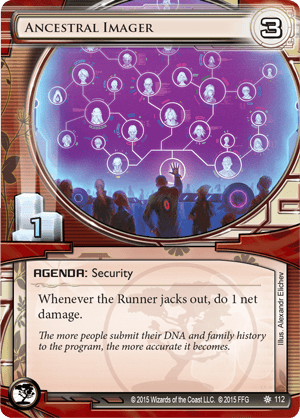 ANCESTRAL IMAGER
3
1
AGENDA: Security
Whenever the Runner jacks out, do 1 net
damage.
The more people submit their DNA and family history
to the program, the more accurate it becomes.
Illus. Alexandr Elichev
© 2015 Wizards of the Coast LLC. © 2015 FFG
112